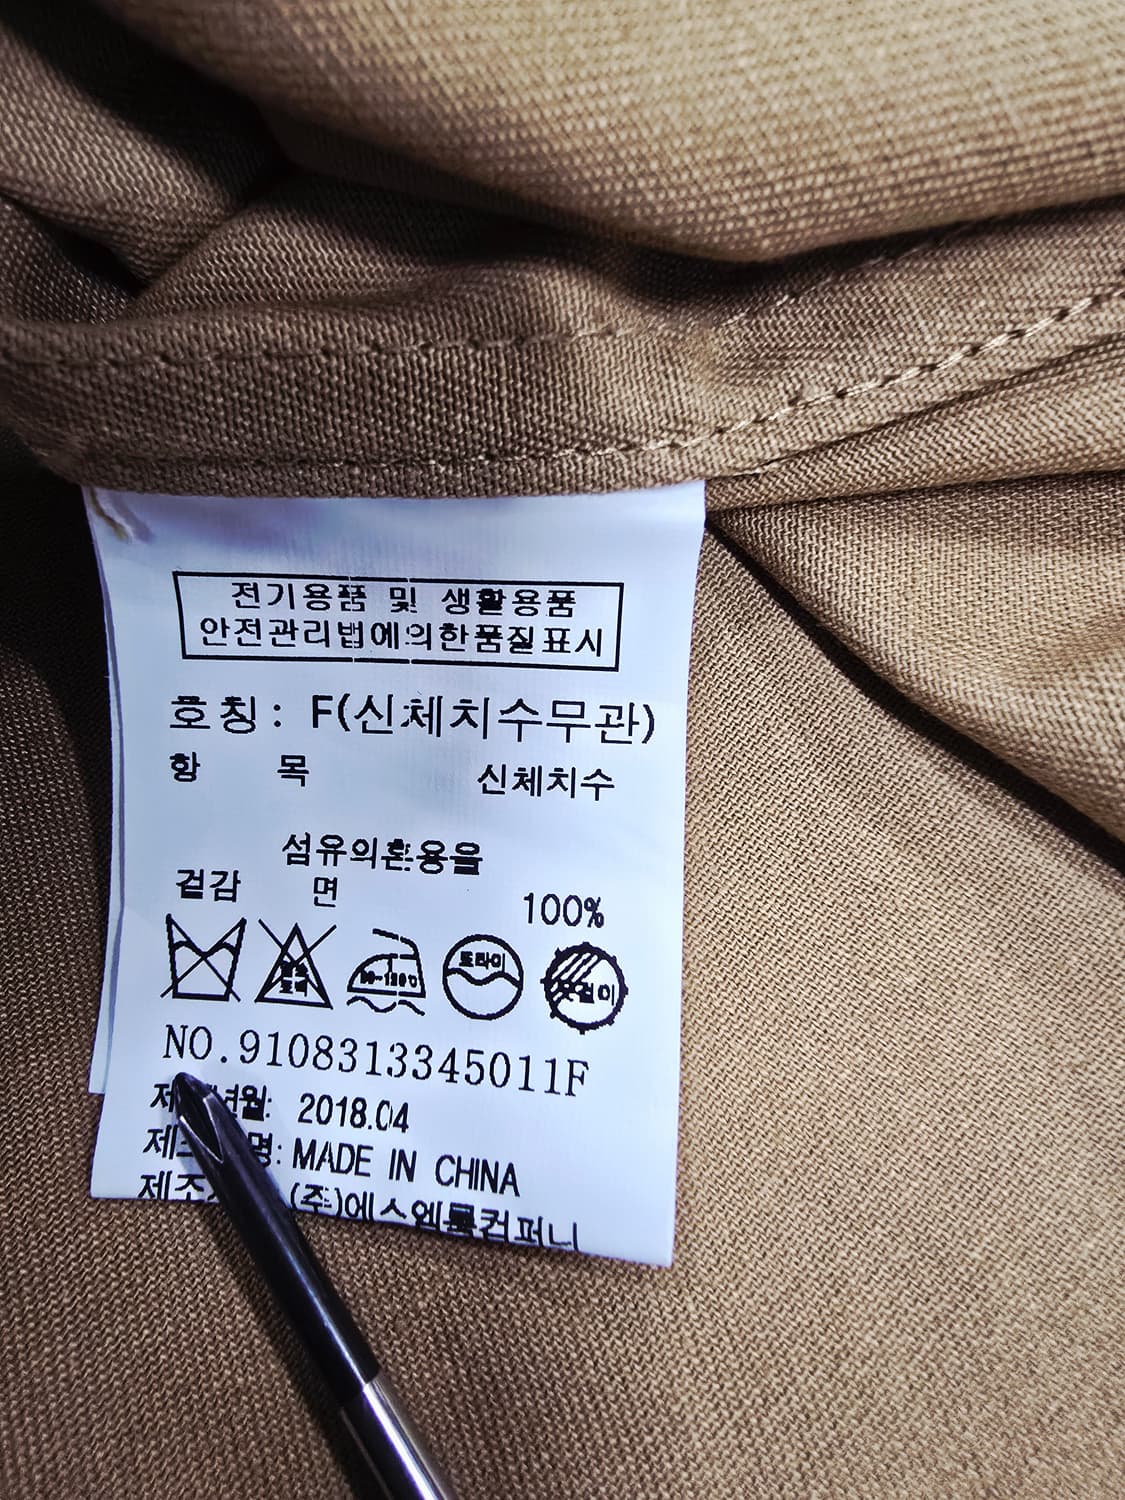 전기용품 및 생활용품
안전관리법에의한품질표시
호칭: F(신체치수무관)
항 목 신체치수
섬유의혼용율
겉감 면 100%
드라이
NO.9108313345011F
2018.04
MADE IN CHINA
(주)에스엠룩컴퍼니